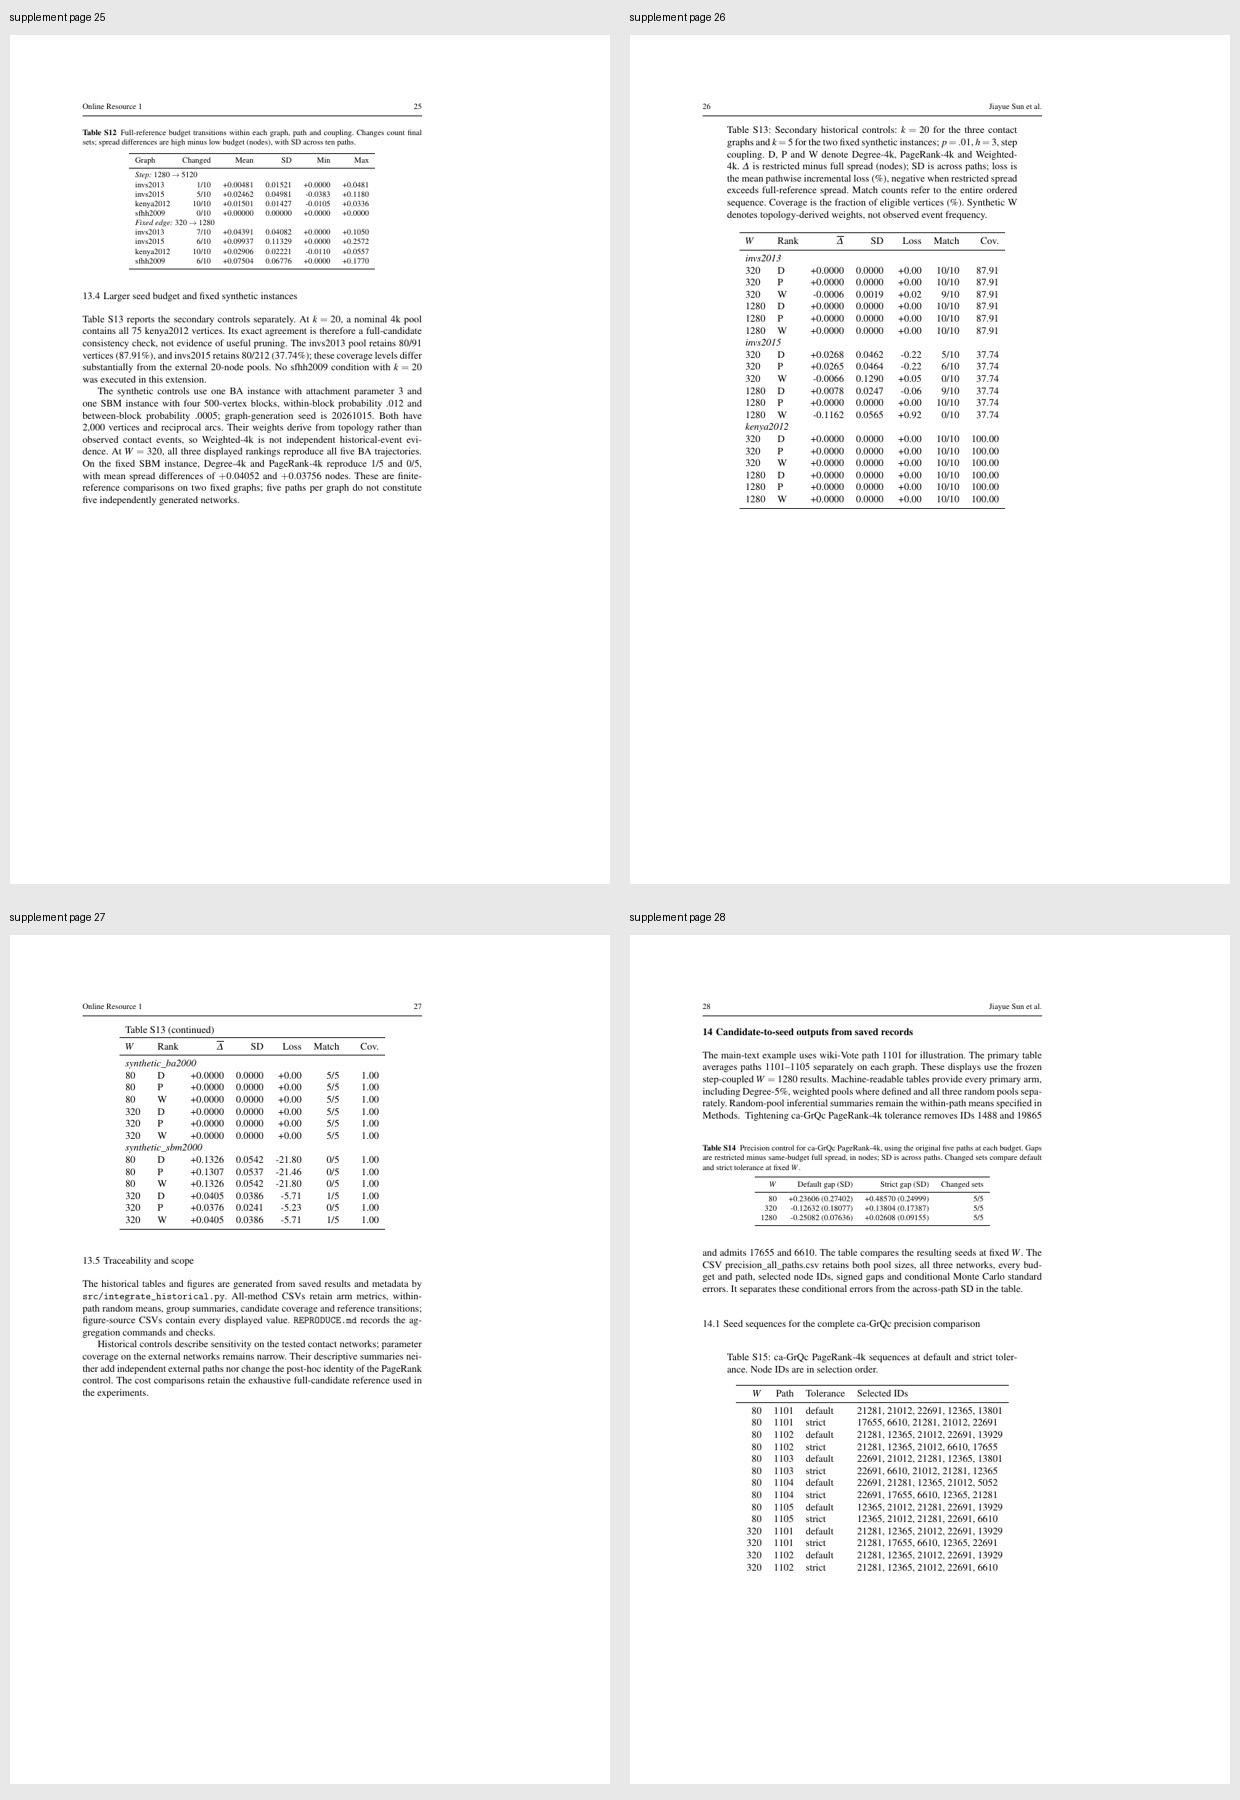 supplement page 25
Online Resource 1 25
Table S12 Full-reference budget transitions within each graph, path and coupling. Changes count final
sets; spread differences are high minus low budget (nodes), with SD across ten paths.
Graph Changed Mean SD Min Max
Step: 1280 → 5120
invs2013 1/10 +0.00481 0.01521 +0.0000 +0.0481
invs2015 5/10 +0.02462 0.04981 -0.0383 +0.1180
kenya2012 10/10 +0.01501 0.01427 -0.0105 +0.0336
sfhh2009 0/10 +0.00000 0.00000 +0.0000 +0.0000
Fixed edge: 320 → 1280
invs2013 7/10 +0.04391 0.04082 +0.0000 +0.1050
invs2015 6/10 +0.09937 0.11329 +0.0000 +0.2572
kenya2012 10/10 +0.02906 0.02221 -0.0110 +0.0557
sfhh2009 6/10 +0.07504 0.06776 +0.0000 +0.1770
13.4 Larger seed budget and fixed synthetic instances
Table S13 reports the secondary controls separately. At k = 20, a nominal 4k pool
contains all 75 kenya2012 vertices. Its exact agreement is therefore a full-candidate
consistency check, not evidence of useful pruning. The invs2013 pool retains 80/91
vertices (87.91%), and invs2015 retains 80/212 (37.74%); these coverage levels differ
substantially from the external 20-node pools. No sfhh2009 condition with k = 20
was executed in this extension.
The synthetic controls use one BA instance with attachment parameter 3 and
one SBM instance with four 500-vertex blocks, within-block probability .012 and
between-block probability .0005; graph-generation seed is 20261015. Both have
2,000 vertices and reciprocal arcs. Their weights derive from topology rather than
observed contact events, so Weighted-4k is not independent historical-event evi-
dence. At W = 320, all three displayed rankings reproduce all five BA trajectories.
On the fixed SBM instance, Degree-4k and PageRank-4k reproduce 1/5 and 0/5,
with mean spread differences of +0.04052 and +0.03756 nodes. These are finite-
reference comparisons on two fixed graphs; five paths per graph do not constitute
five independently generated networks.
supplement page 26
26 Jiayue Sun et al.
Table S13: Secondary historical controls: k = 20 for the three contact
graphs and k = 5 for the two fixed synthetic instances; p = .01, h = 3, step
coupling. D, P and W denote Degree-4k, PageRank-4k and Weighted-
4k. Δ is restricted minus full spread (nodes); SD is across paths; loss is
the mean pathwise incremental loss (%), negative when restricted spread
exceeds full-reference spread. Match counts refer to the entire ordered
sequence. Coverage is the fraction of eligible vertices (%). Synthetic W
denotes topology-derived weights, not observed event frequency.
W Rank Δ̅ SD Loss Match Cov.
invs2013
320 D +0.0000 0.0000 +0.00 10/10 87.91
320 P +0.0000 0.0000 +0.00 10/10 87.91
320 W -0.0006 0.0019 +0.02 9/10 87.91
1280 D +0.0000 0.0000 +0.00 10/10 87.91
1280 P +0.0000 0.0000 +0.00 10/10 87.91
1280 W +0.0000 0.0000 +0.00 10/10 87.91
invs2015
320 D +0.0268 0.0462 -0.22 5/10 37.74
320 P +0.0265 0.0464 -0.22 6/10 37.74
320 W -0.0066 0.1290 +0.05 0/10 37.74
1280 D +0.0078 0.0247 -0.06 9/10 37.74
1280 P +0.0000 0.0000 +0.00 10/10 37.74
1280 W -0.1162 0.0565 +0.92 0/10 37.74
kenya2012
320 D +0.0000 0.0000 +0.00 10/10 100.00
320 P +0.0000 0.0000 +0.00 10/10 100.00
320 W +0.0000 0.0000 +0.00 10/10 100.00
1280 D +0.0000 0.0000 +0.00 10/10 100.00
1280 P +0.0000 0.0000 +0.00 10/10 100.00
1280 W +0.0000 0.0000 +0.00 10/10 100.00
supplement page 27
Online Resource 1 27
Table S13 (continued)
W Rank Δ̅ SD Loss Match Cov.
synthetic_ba2000
80 D +0.0000 0.0000 +0.00 5/5 1.00
80 P +0.0000 0.0000 +0.00 5/5 1.00
80 W +0.0000 0.0000 +0.00 5/5 1.00
320 D +0.0000 0.0000 +0.00 5/5 1.00
320 P +0.0000 0.0000 +0.00 5/5 1.00
320 W +0.0000 0.0000 +0.00 5/5 1.00
synthetic_sbm2000
80 D +0.1326 0.0542 -21.80 0/5 1.00
80 P +0.1307 0.0537 -21.46 0/5 1.00
80 W +0.1326 0.0542 -21.80 0/5 1.00
320 D +0.0405 0.0386 -5.71 1/5 1.00
320 P +0.0376 0.0241 -5.23 0/5 1.00
320 W +0.0405 0.0386 -5.71 1/5 1.00
13.5 Traceability and scope
The historical tables and figures are generated from saved results and metadata by
src/integrate_historical.py. All-method CSVs retain arm metrics, within-
path random means, group summaries, candidate coverage and reference transitions;
figure-source CSVs contain every displayed value. REPRODUCE.md records the ag-
gregation commands and checks.
Historical controls describe sensitivity on the tested contact networks; parameter
coverage on the external networks remains narrow. Their descriptive summaries nei-
ther add independent external paths nor change the post-hoc identity of the PageRank
control. The cost comparisons retain the exhaustive full-candidate reference used in
the experiments.
supplement page 28
28 Jiayue Sun et al.
14 Candidate-to-seed outputs from saved records
The main-text example uses wiki-Vote path 1101 for illustration. The primary table
averages paths 1101–1105 separately on each graph. These displays use the frozen
step-coupled W = 1280 results. Machine-readable tables provide every primary arm,
including Degree-5%, weighted pools where defined and all three random pools sepa-
rately. Random-pool inferential summaries remain the within-path means specified in
Methods. Tightening ca-GrQc PageRank-4k tolerance removes IDs 1488 and 19865
Table S14 Precision control for ca-GrQc PageRank-4k, using the original five paths at each budget. Gaps
are restricted minus same-budget full spread, in nodes; SD is across paths. Changed sets compare default
and strict tolerance at fixed W.
W Default gap (SD) Strict gap (SD) Changed sets
80 +0.23606 (0.27402) +0.48570 (0.24999) 5/5
320 -0.12632 (0.18077) +0.13804 (0.17387) 5/5
1280 -0.25082 (0.07636) +0.02608 (0.09155) 5/5
and admits 17655 and 6610. The table compares the resulting seeds at fixed W. The
CSV precision_all_paths.csv retains both pool sizes, all three networks, every bud-
get and path, selected node IDs, signed gaps and conditional Monte Carlo standard
errors. It separates these conditional errors from the across-path SD in the table.
14.1 Seed sequences for the complete ca-GrQc precision comparison
Table S15: ca-GrQc PageRank-4k sequences at default and strict toler-
ance. Node IDs are in selection order.
W Path Tolerance Selected IDs
80 1101 default 21281, 21012, 22691, 12365, 13801
80 1101 strict 17655, 6610, 21281, 21012, 22691
80 1102 default 21281, 12365, 21012, 22691, 13929
80 1102 strict 21281, 12365, 21012, 6610, 17655
80 1103 default 22691, 21012, 21281, 12365, 13801
80 1103 strict 22691, 6610, 21012, 21281, 12365
80 1104 default 22691, 21281, 12365, 21012, 5052
80 1104 strict 22691, 17655, 6610, 12365, 21281
80 1105 default 12365, 21012, 21281, 22691, 13929
80 1105 strict 12365, 21012, 21281, 22691, 6610
320 1101 default 21281, 12365, 21012, 22691, 13929
320 1101 strict 21281, 17655, 6610, 12365, 22691
320 1102 default 21281, 12365, 21012, 22691, 13929
320 1102 strict 21281, 12365, 21012, 22691, 6610